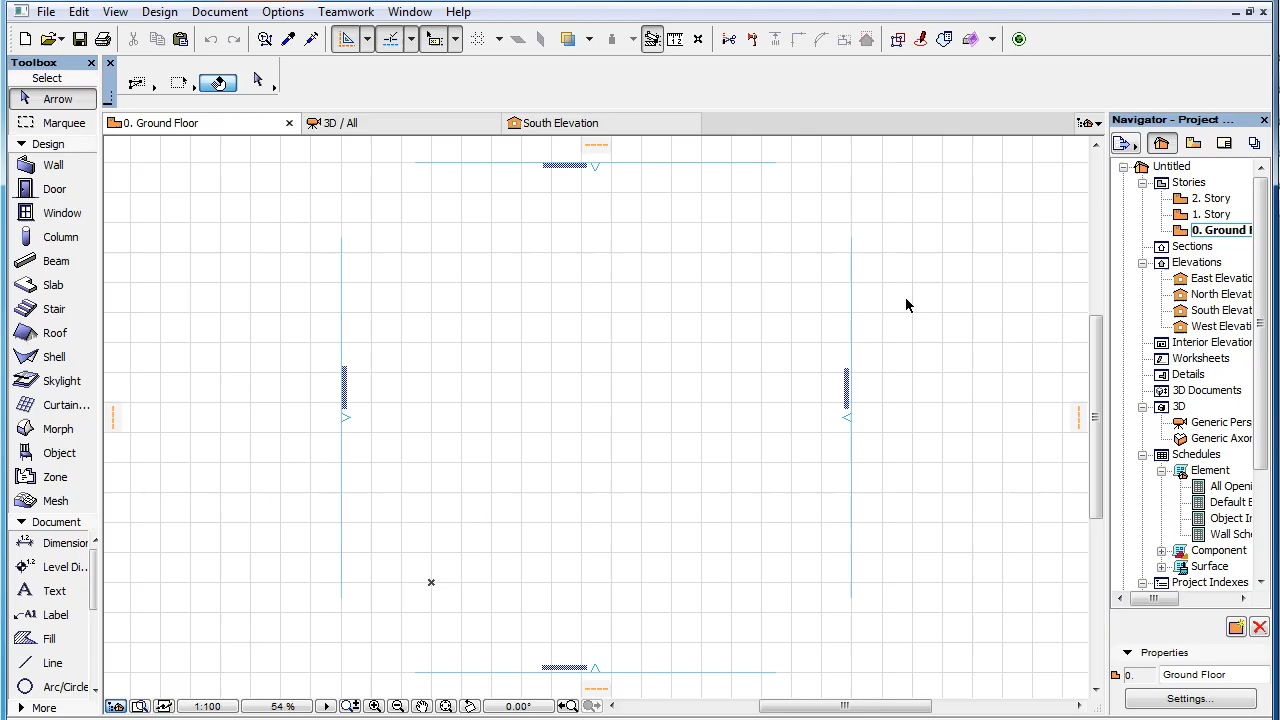 File Edit View Design Document Options Teamwork Window Help
Toolbox
Select
Arrow
Marquee
Design
Wall
Door
Window
Column
Beam
Slab
Stair
Roof
Shell
Skylight
Curtain...
Morph
Object
Zone
Mesh
Document
Dimension
Level Di...
Text
Label
Fill
Line
Arc/Circle
More
0. Ground Floor
3D / All
South Elevation
1:100
54 %
0.00°
Navigator - Project ...
Untitled
Stories
2. Story
1. Story
0. Ground F
Sections
Elevations
East Elevatio
North Elevat
South Elevat
West Elevati
Interior Elevation
Worksheets
Details
3D Documents
3D
Generic Pers
Generic Axon
Schedules
Element
All Openi
Default E
Object In
Wall Sche
Component
Surface
Project Indexes
Properties
0.
Ground Floor
Settings...